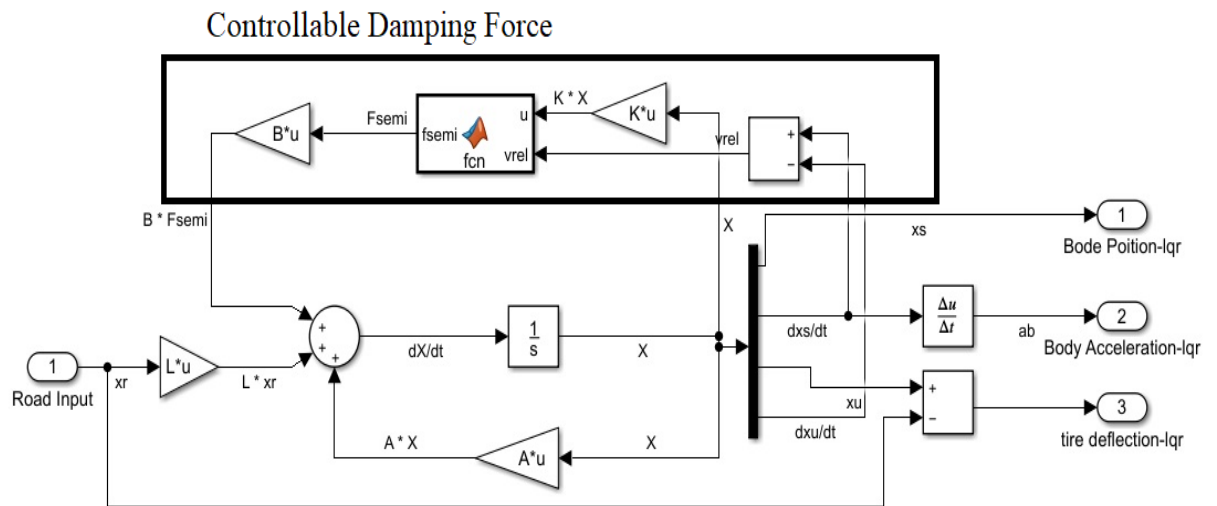 Controllable Damping Force
B*u
Fsemi
fsemi
fcn
u
vrel
K * X
K*u
vrel
+
−
B * Fsemi
X
xs
1
Bode Poition-lqr
1
Road Input
xr
L*u
L * xr
+
+
+
dX/dt
1
s
X
dxs/dt
Δu
Δt
ab
2
Body Acceleration-lqr
xu
dxu/dt
+
−
3
tire deflection-lqr
A * X
A*u
X